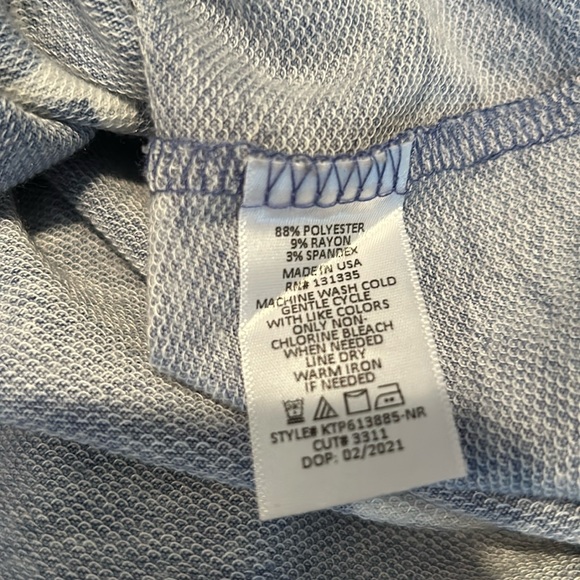 88% POLYESTER
9% RAYON
3% SPANDEX
MADE IN USA
RN# 131335
MACHINE WASH COLD
GENTLE CYCLE
WITH LIKE COLORS
ONLY NON-
CHLORINE BLEACH
WHEN NEEDED
LINE DRY
WARM IRON
IF NEEDED
STYLE# KTP613885-NR
CUT# 3311
DOP: 02/2021